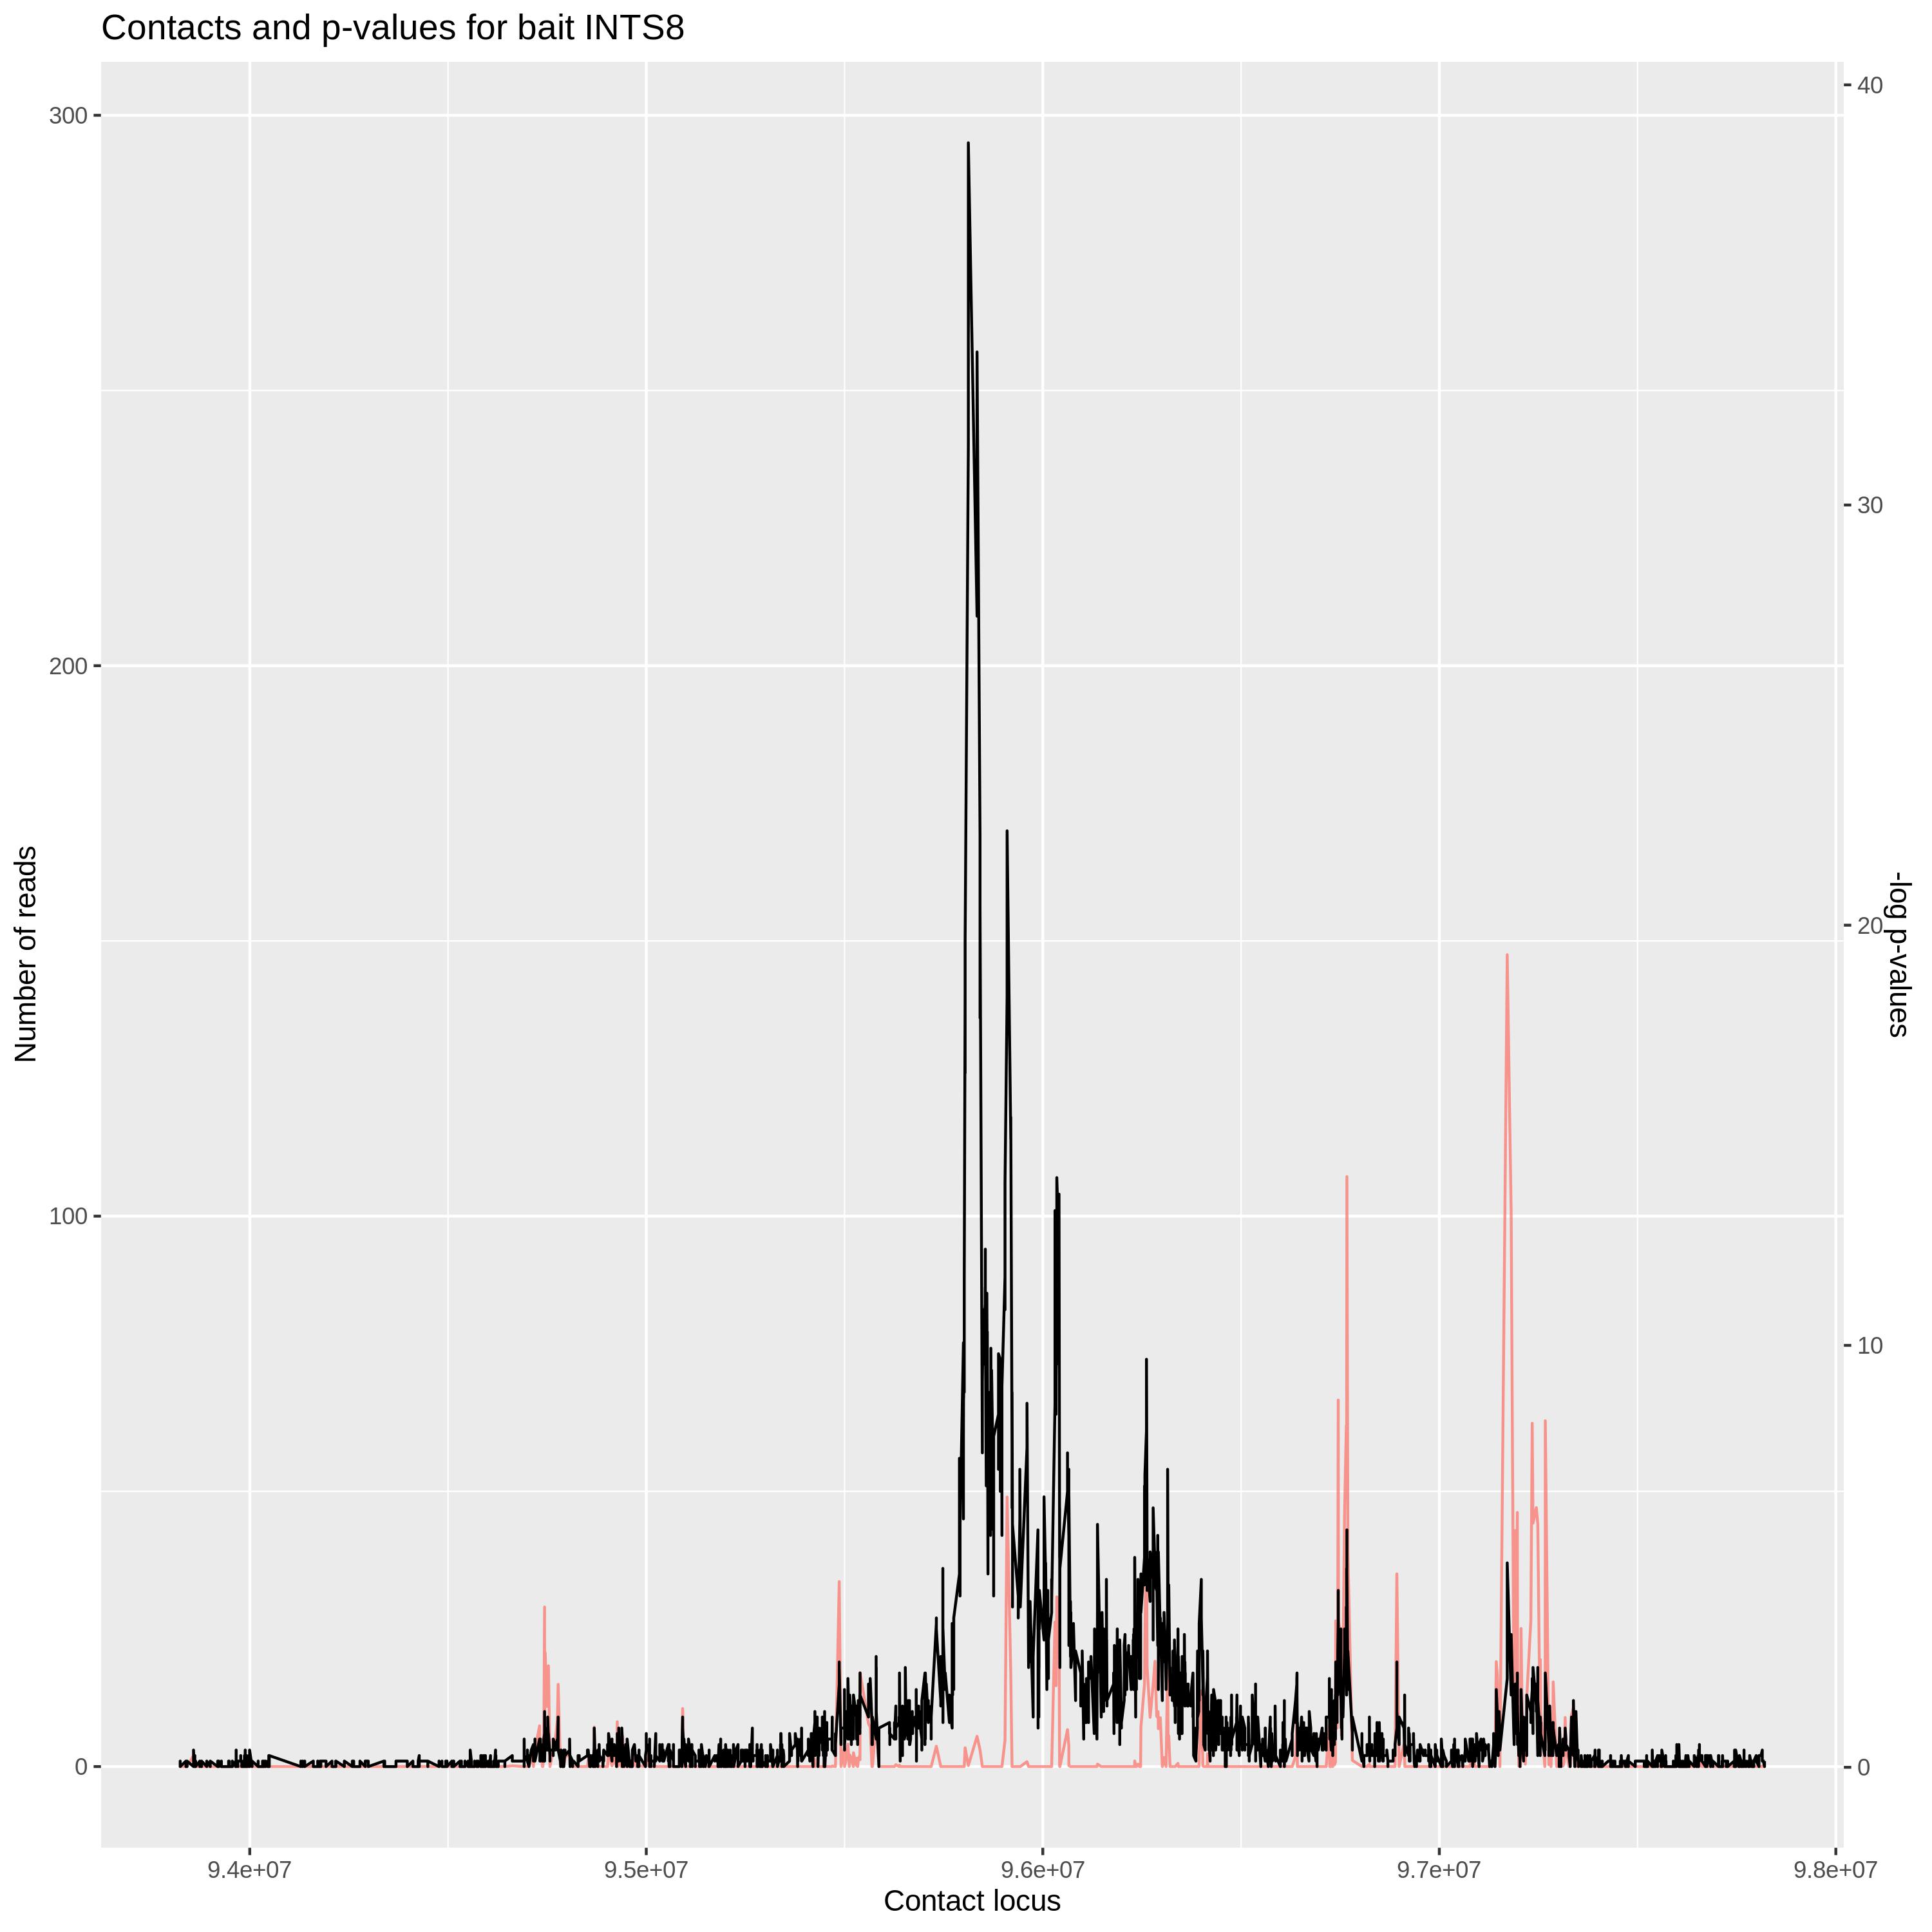 Contacts and p-values for bait INTS8
300
200
100
0
Number of reads
40
30
20
10
0
-log p-values
9.4e+07
9.5e+07
9.6e+07
9.7e+07
9.8e+07
Contact locus